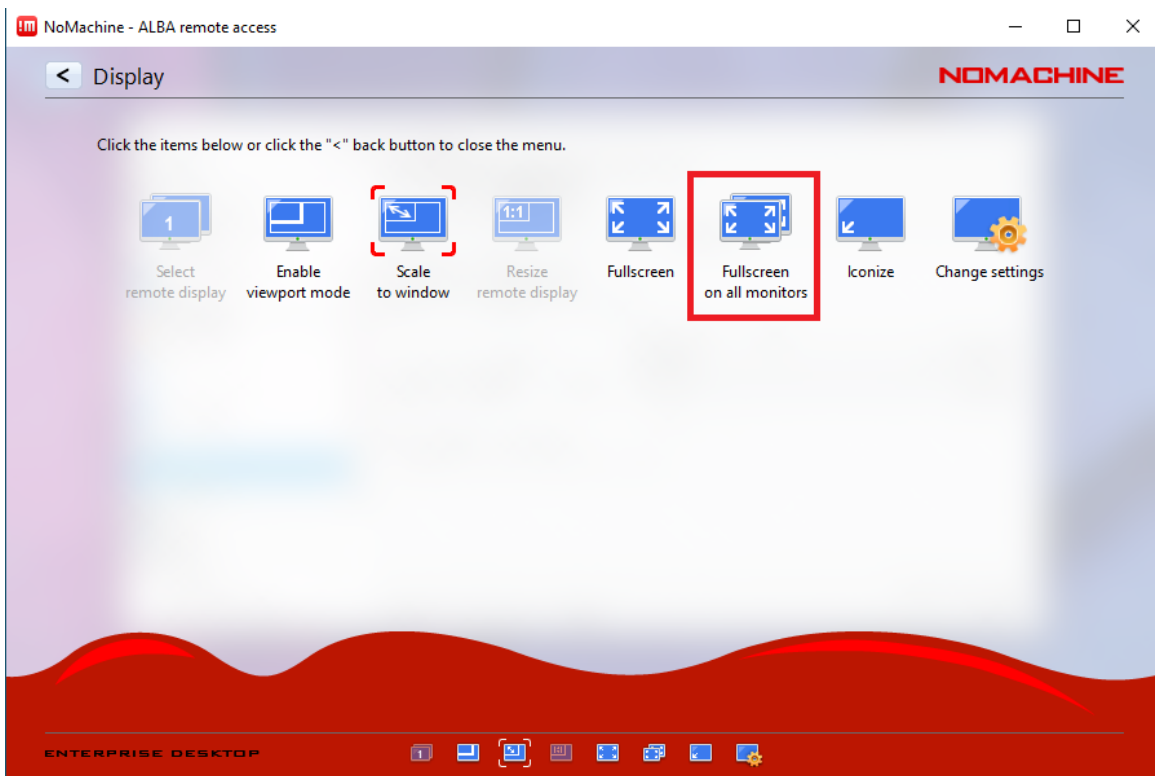 !M NoMachine - ALBA remote access
< Display
NOMACHINE
Click the items below or click the "<" back button to close the menu.
1
1:1
Select
remote display
Enable
viewport mode
Scale
to window
Resize
remote display
Fullscreen
Fullscreen
on all monitors
Iconize
Change settings
ENTERPRISE DESKTOP
1